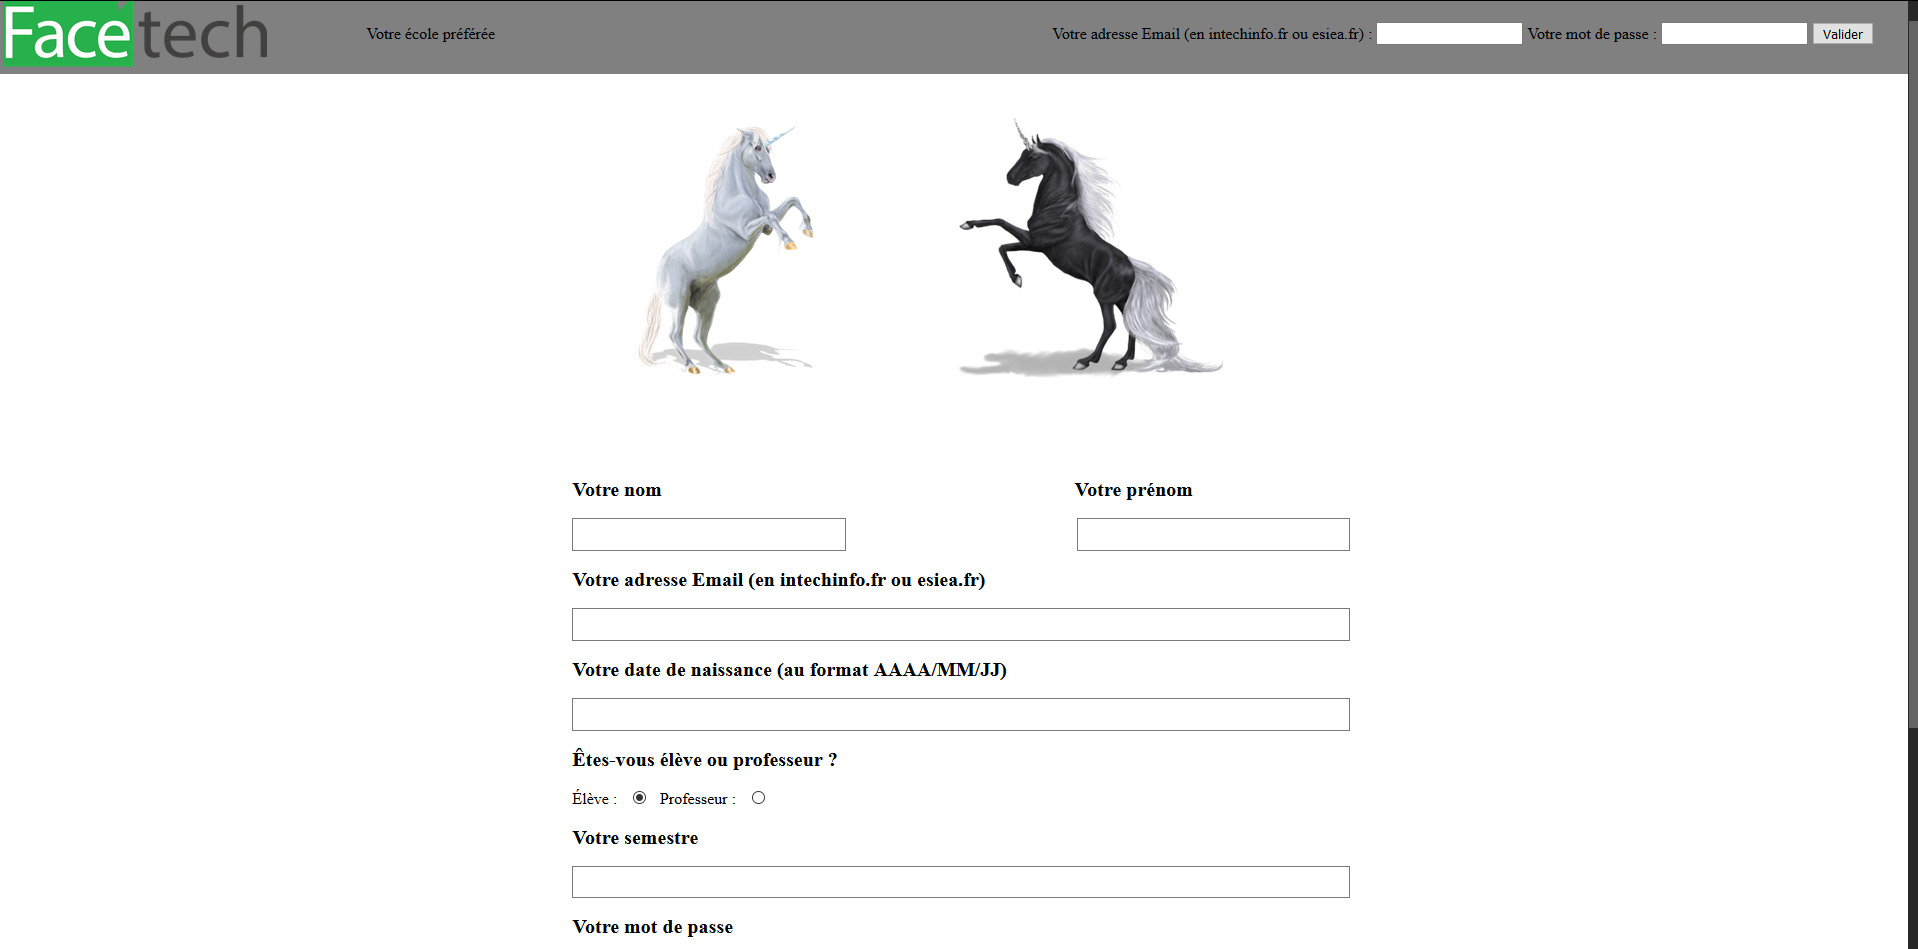 Facétech
Votre école préférée
Votre adresse Email (en intechinfo.fr ou esiea.fr) : Votre mot de passe : Valider
Votre nom
Votre prénom
Votre adresse Email (en intechinfo.fr ou esiea.fr)
Votre date de naissance (au format AAAA/MM/JJ)
Êtes-vous élève ou professeur ?
Élève : Professeur :
Votre semestre
Votre mot de passe